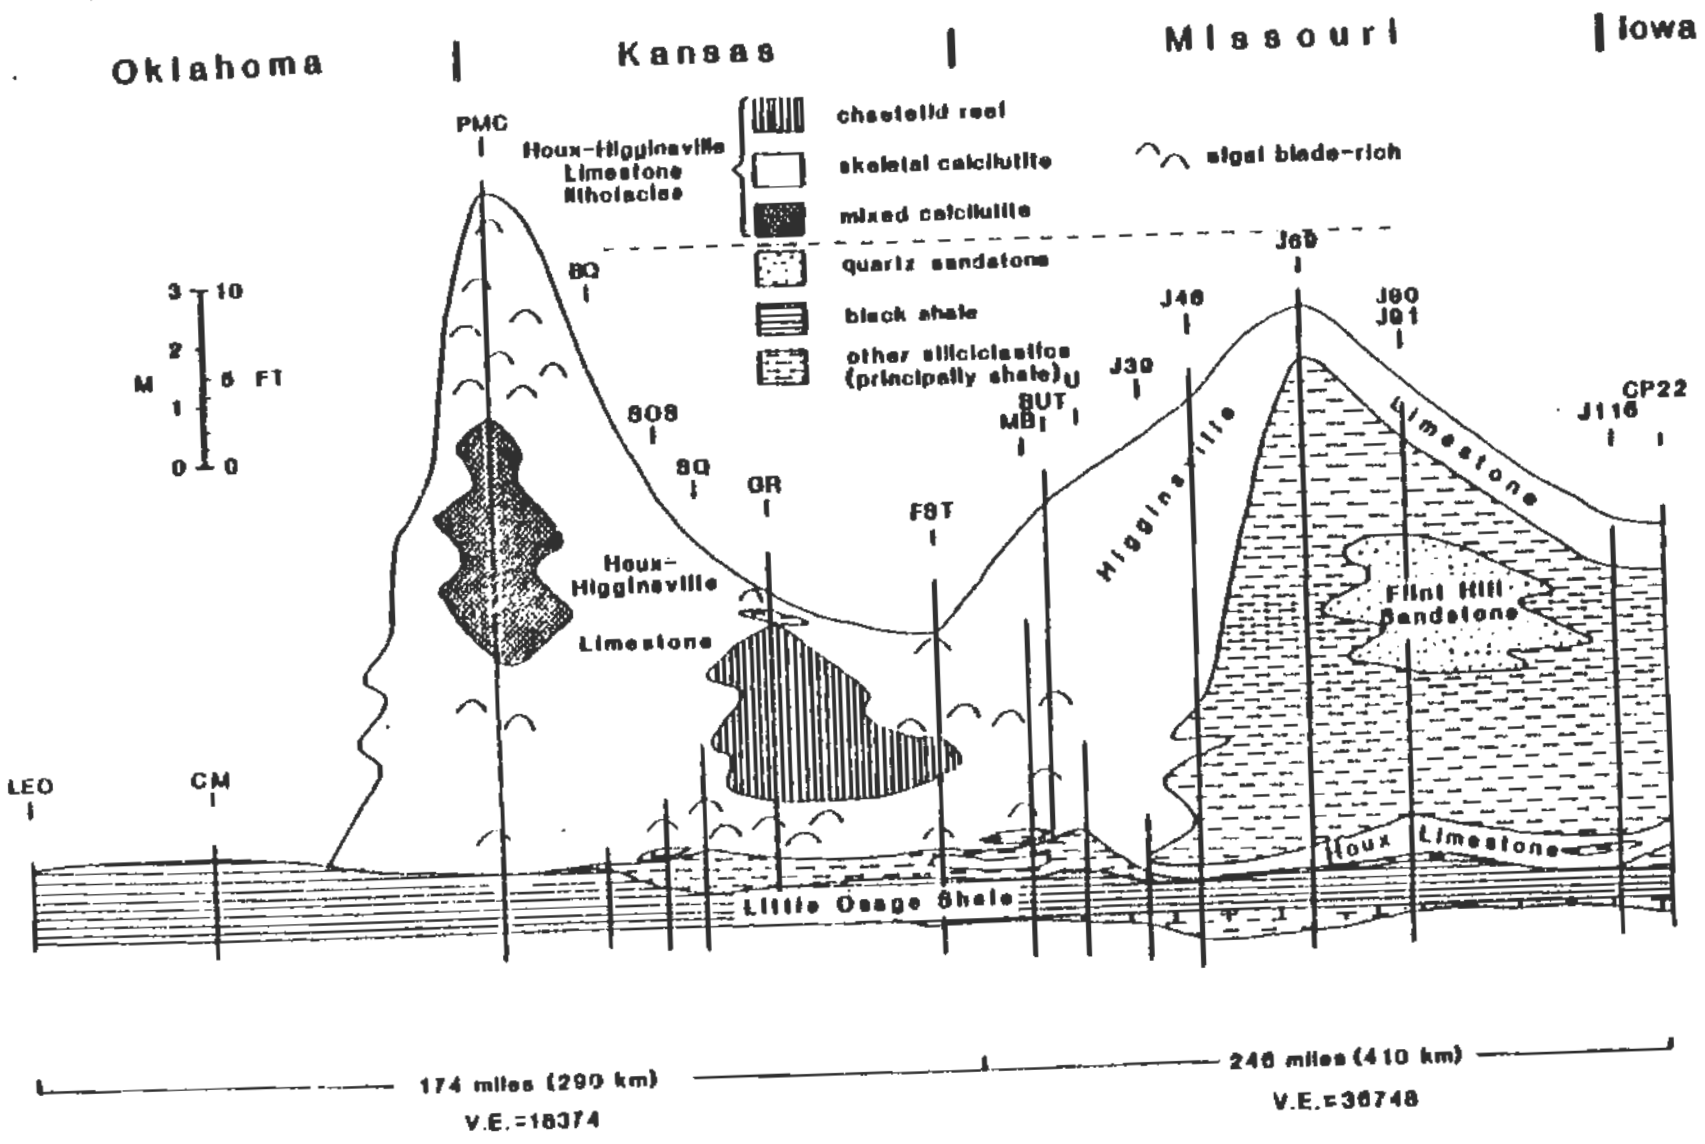 Oklahoma
Kansas
Missouri
Iowa
PMC
Houx-Higginsville
Limestone
lithofacies
chaetetid reef
skeletal calcilutite
mixed calcilutite
quartz sandstone
black shale
other siliciclastics
(principally shale)
algal blade-rich
3 10
2
M 5 FT
1
0 0
BQ
SOS
SQ
GR
FST
MB
BUT
U
J39
J46
J69
J90
J91
J116
CP22
Higginsville
Limestone
Houx-
Higginsville
Limestone
Flint Hill
Sandstone
LEO
CM
Houx Limestone
Little Osage Shale
174 miles (290 km)
V.E.=18374
246 miles (410 km)
V.E.=36748